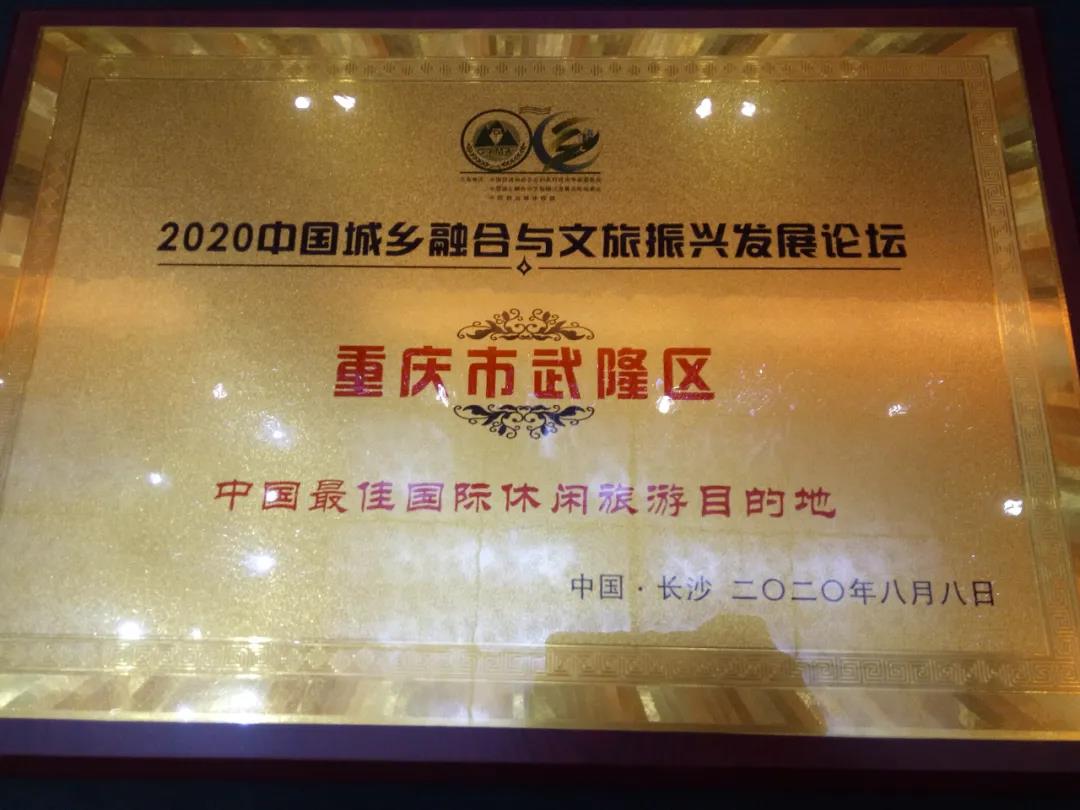 2020中国城乡融合与文旅振兴发展论坛
重庆市武隆区
中国最佳国际休闲旅游目的地
中国·长沙 二〇二〇年八月八日